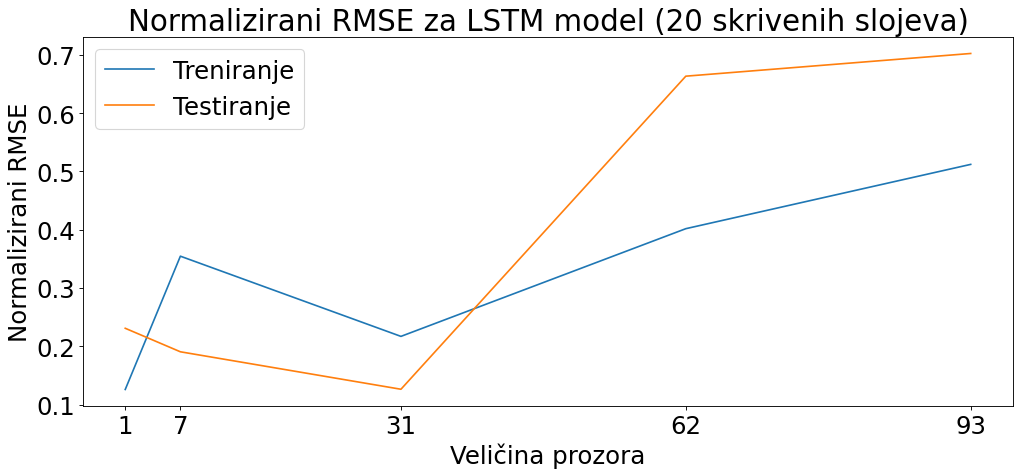 Normalizirani RMSE za LSTM model (20 skrivenih slojeva)
Treniranje
Testiranje
Normalizirani RMSE
0.7
0.6
0.5
0.4
0.3
0.2
0.1
1 7 31 62 93
Veličina prozora